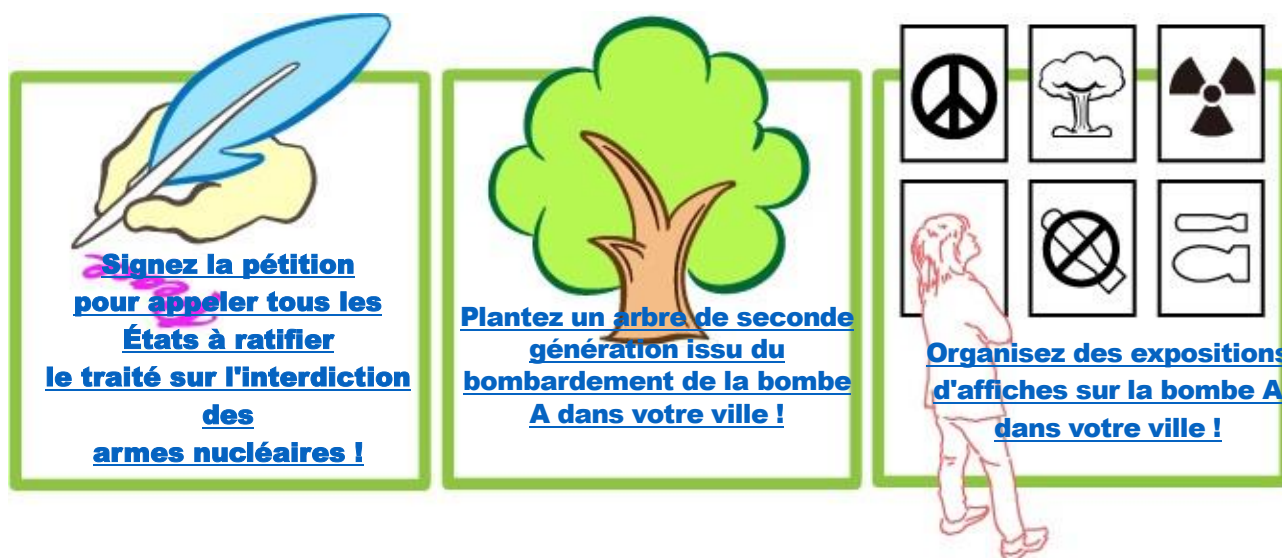 Signez la pétition
pour appeler tous les
États à ratifier
le traité sur l'interdiction
des
armes nucléaires !
Plantez un arbre de seconde
génération issu du
bombardement de la bombe
A dans votre ville !
Organisez des expositions
d'affiches sur la bombe A
dans votre ville !